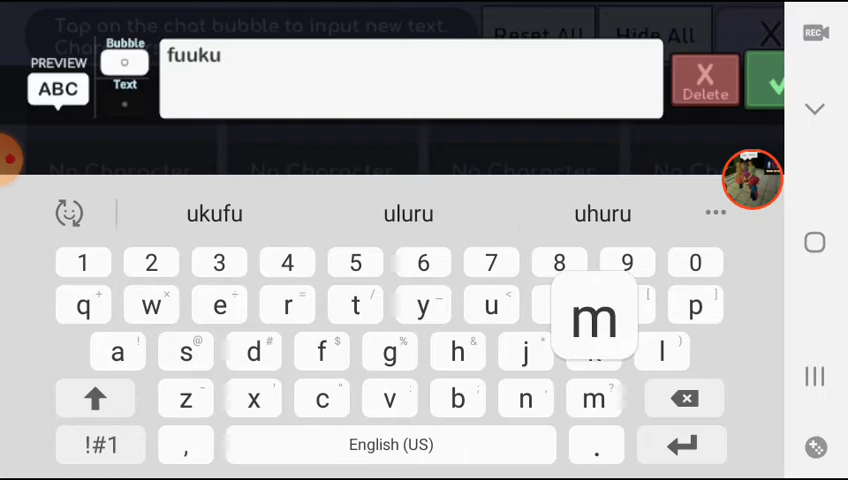 Tap on the chat bubble to input new text.
Reset All
Hide All
X
PREVIEW
ABC
Bubble
Text
fuuku
X
Delete
REC
No Character
No Character
No Character
ukufu
uluru
uhuru
1 2 3 4 5 6 7 8 9 0
q w e r t y u p
m
a s d f g h j l
z x c v b n m
!#1 , English (US) .